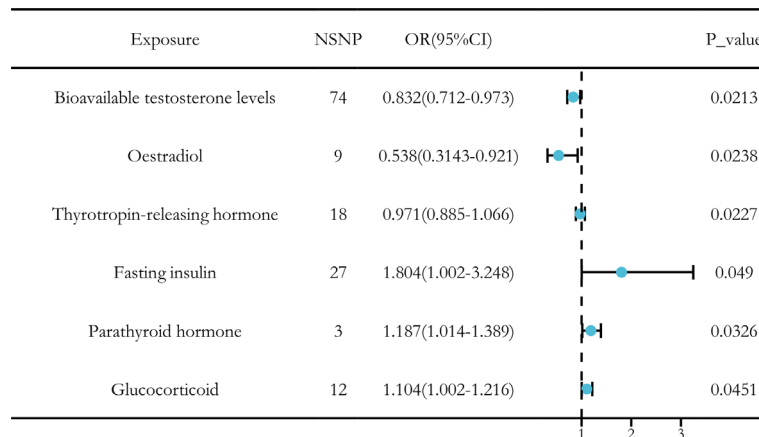 Exposure NSNP OR(95%CI) P_value
Bioavailable testosterone levels 74 0.832(0.712-0.973) 0.0213
Oestradiol 9 0.538(0.3143-0.921) 0.0238
Thyrotropin-releasing hormone 18 0.971(0.885-1.066) 0.0227
Fasting insulin 27 1.804(1.002-3.248) 0.049
Parathyroid hormone 3 1.187(1.014-1.389) 0.0326
Glucocorticoid 12 1.104(1.002-1.216) 0.0451
1 2 3